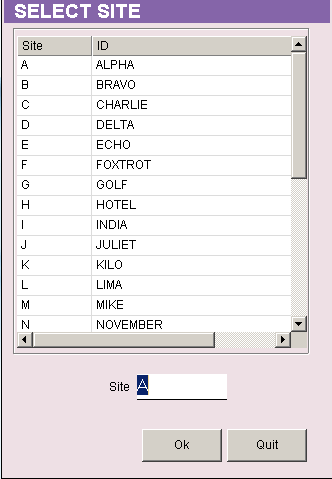 SELECT SITE
Site ID
A ALPHA
B BRAVO
C CHARLIE
D DELTA
E ECHO
F FOXTROT
G GOLF
H HOTEL
I INDIA
J JULIET
K KILO
L LIMA
M MIKE
N NOVEMBER
Site A
Ok Quit